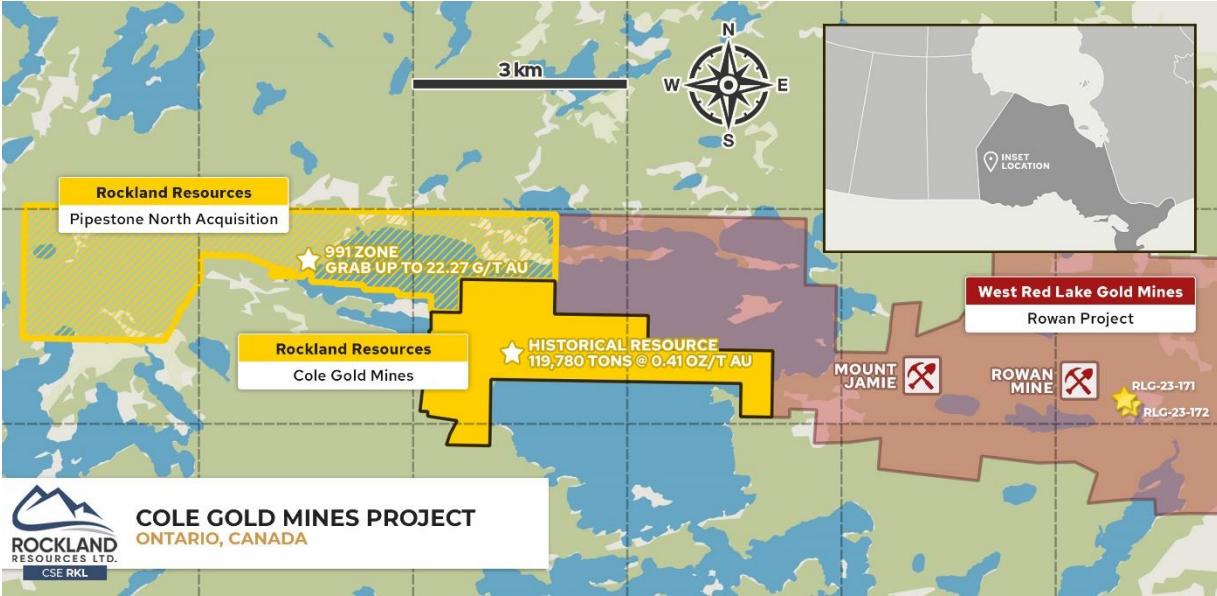 3 km
N
W
E
S
INSET
LOCATION
Rockland Resources
Pipestone North Acquisition
991 ZONE
GRAB UP TO 22.27 G/T AU
West Red Lake Gold Mines
Rowan Project
Rockland Resources
Cole Gold Mines
HISTORICAL RESOURCE
119,780 TONS @ 0.41 OZ/T AU
MOUNT
JAMIE
ROWAN
MINE
RLG-23-171
RLG-23-172
ROCKLAND
RESOURCES LTD.
CSE RKL
COLE GOLD MINES PROJECT
ONTARIO, CANADA